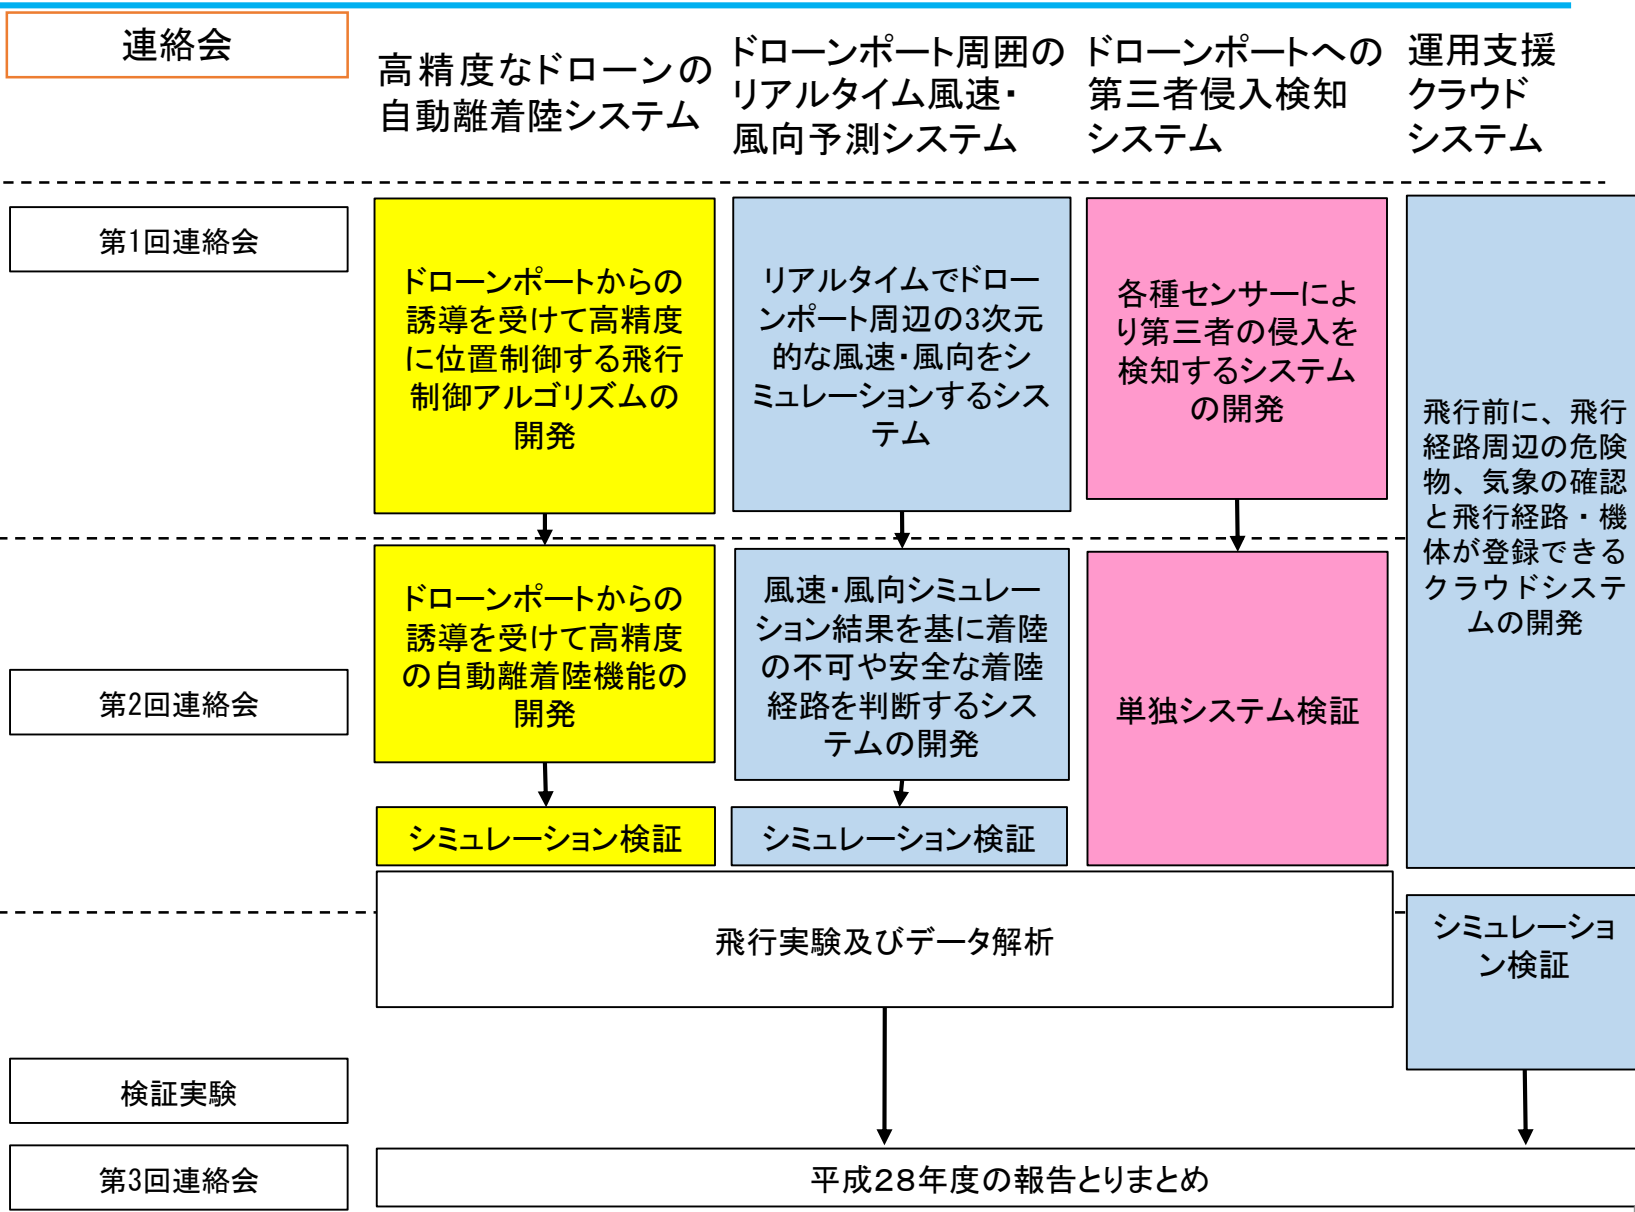 連絡会
高精度なドローンの
自動離着陸システム
ドローンポート周囲の
リアルタイム風速・
風向予測システム
ドローンポートへの
第三者侵入検知
システム
運用支援
クラウド
システム
第1回連絡会
ドローンポートからの
誘導を受けて高精度
に位置制御する飛行
制御アルゴリズムの
開発
リアルタイムでドロー
ンポート周辺の3次元
的な風速・風向をシ
ミュレーションするシス
テム
各種センサーによ
り第三者の侵入を
検知するシステム
の開発
飛行前に、飛行
経路周辺の危険
物、気象の確認
と飛行経路・機
体が登録できる
クラウドシステ
ムの開発
第2回連絡会
ドローンポートからの
誘導を受けて高精度
の自動離着陸機能の
開発
風速・風向シミュレー
ション結果を基に着陸
の不可や安全な着陸
経路を判断するシス
テムの開発
単独システム検証
シミュレーション検証
シミュレーション検証
飛行実験及びデータ解析
シミュレーショ
ン検証
検証実験
第3回連絡会
平成28年度の報告とりまとめ